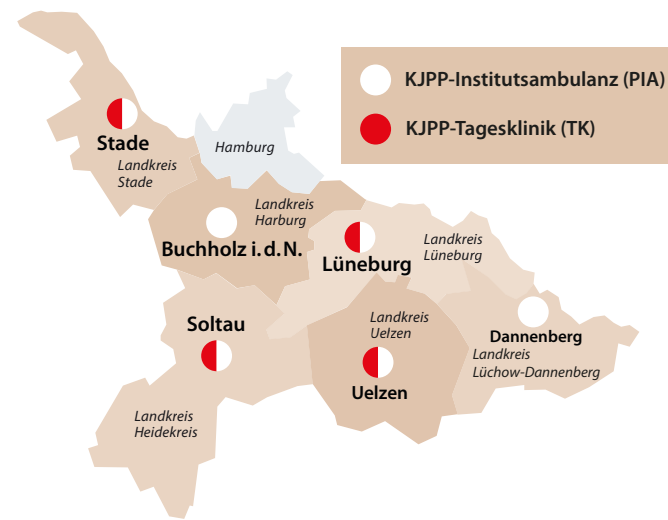 KJPP-Institutsambulanz (PIA)
KJPP-Tagesklinik (TK)
Stade
Landkreis
Stade
Hamburg
Landkreis
Harburg
Buchholz i. d. N.
Lüneburg
Landkreis
Lüneburg
Soltau
Landkreis
Uelzen
Uelzen
Dannenberg
Landkreis
Lüchow-Dannenberg
Landkreis
Heidekreis